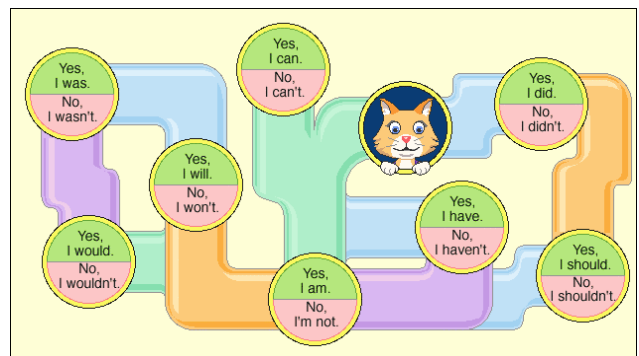 Yes,
I can.
No,
I can't.
Yes,
I was.
No,
I wasn't.
Yes,
I did.
No,
I didn't.
Yes,
I will.
No,
I won't.
Yes,
I have.
No,
I haven't.
Yes,
I would.
No,
I wouldn't.
Yes,
I should.
No,
I shouldn't.
Yes,
I am.
No,
I'm not.